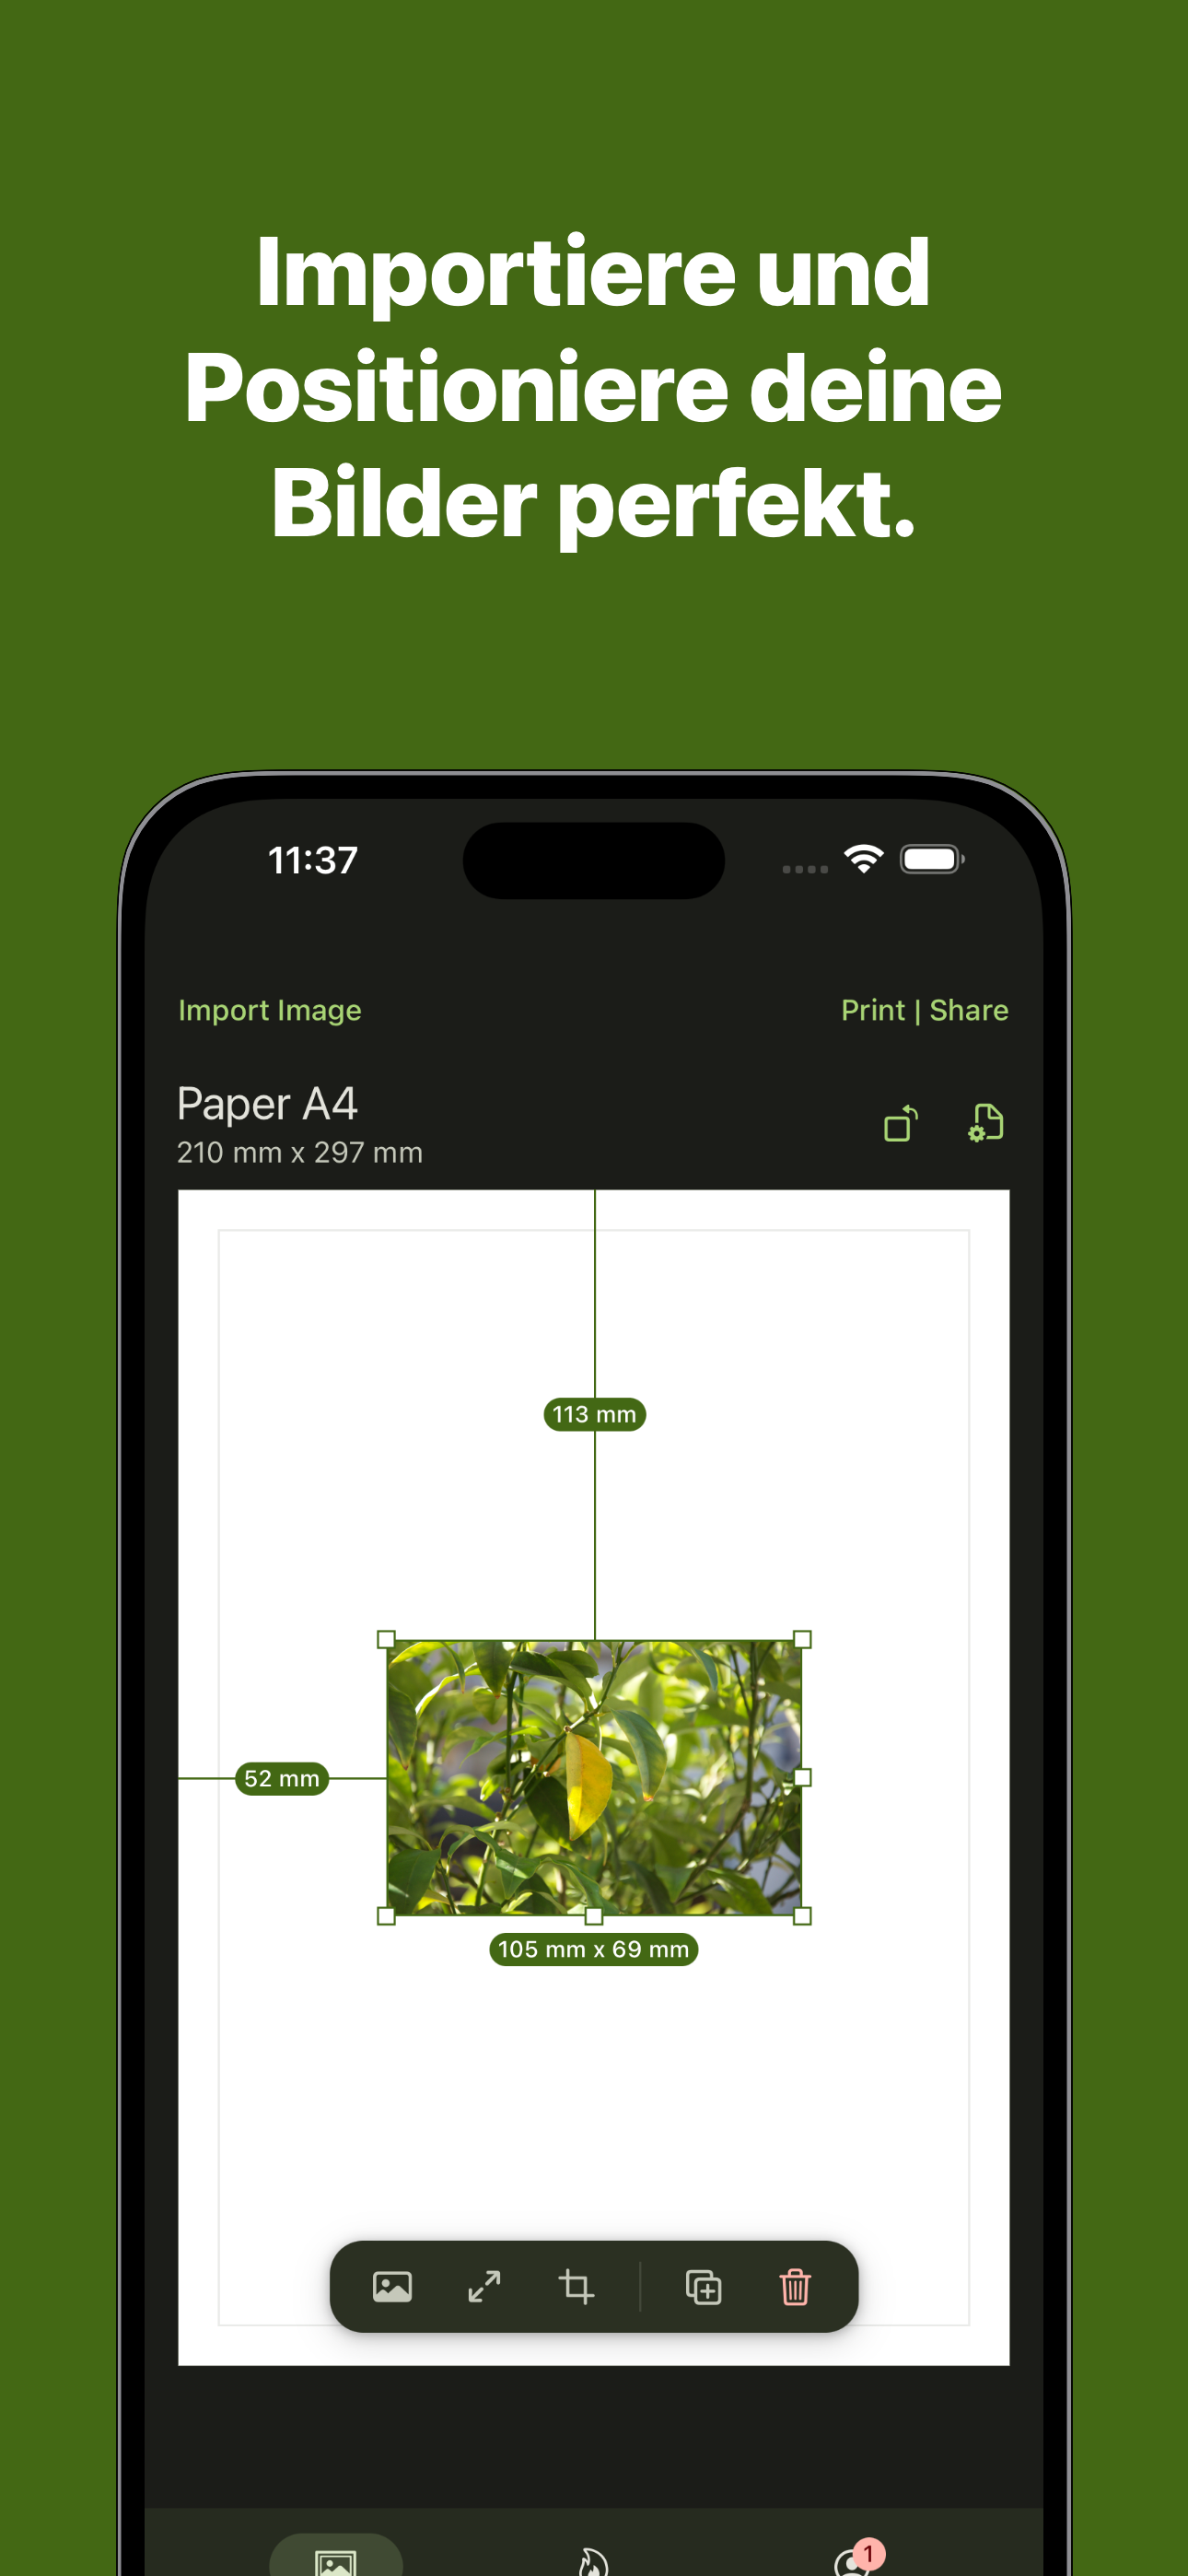 Importiere und
Positioniere deine
Bilder perfekt.
11:37
Import Image
Print | Share
Paper A4
210 mm x 297 mm
113 mm
52 mm
105 mm x 69 mm
1